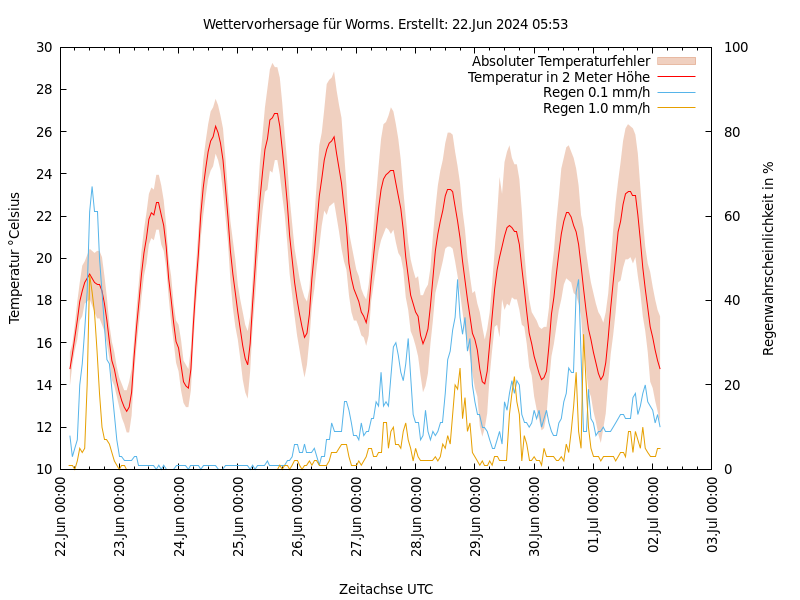 Wettervorhersage für Worms. Erstellt: 22.Jun 2024 05:53
Absoluter Temperaturfehler
Temperatur in 2 Meter Höhe
Regen 0.1 mm/h
Regen 1.0 mm/h
Temperatur °Celsius
30
28
26
24
22
20
18
16
14
12
10
100
80
60
40
20
0
Regenwahrscheinlichkeit in %
22.Jun 00:00
23.Jun 00:00
24.Jun 00:00
25.Jun 00:00
26.Jun 00:00
27.Jun 00:00
28.Jun 00:00
29.Jun 00:00
30.Jun 00:00
01.Jul 00:00
02.Jul 00:00
03.Jul 00:00
Zeitachse UTC